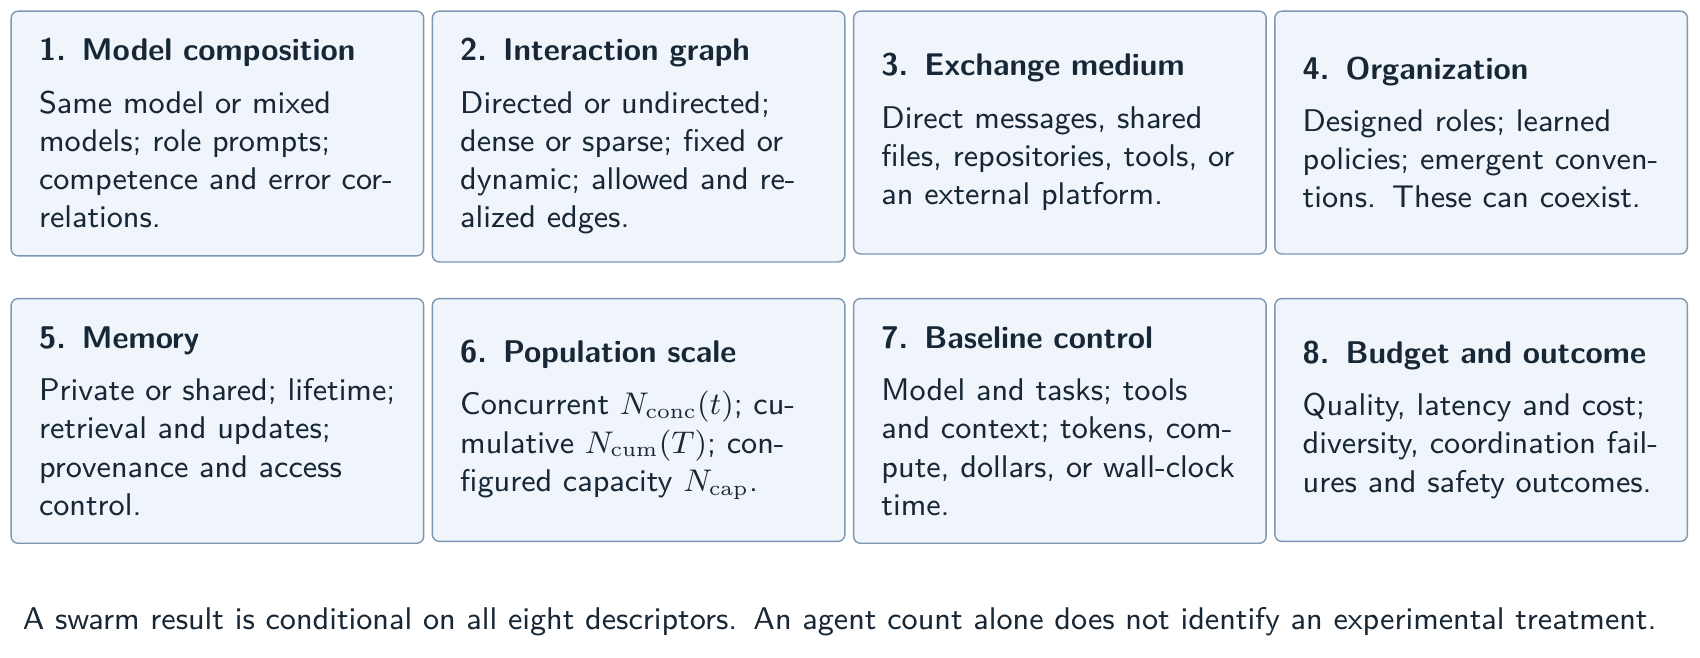 1. Model composition
Same model or mixed
models; role prompts;
competence and error cor-
relations.
2. Interaction graph
Directed or undirected;
dense or sparse; fixed or
dynamic; allowed and re-
alized edges.
3. Exchange medium
Direct messages, shared
files, repositories, tools, or
an external platform.
4. Organization
Designed roles; learned
policies; emergent conven-
tions. These can coexist.
5. Memory
Private or shared; lifetime;
retrieval and updates;
provenance and access
control.
6. Population scale
Concurrent N_conc(t); cu-
mulative N_cum(T); con-
figured capacity N_cap.
7. Baseline control
Model and tasks; tools
and context; tokens, com-
pute, dollars, or wall-clock
time.
8. Budget and outcome
Quality, latency and cost;
diversity, coordination fail-
ures and safety outcomes.
A swarm result is conditional on all eight descriptors. An agent count alone does not identify an experimental treatment.